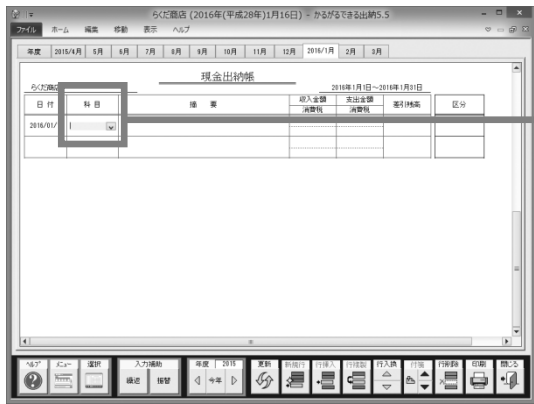 らくだ商店 (2016年(平成28年)1月16日) - かるがるできる出納5.5
ファイル ホーム 編集 移動 表示 ヘルプ
年度 2015/4月 5月 6月 7月 8月 9月 10月 11月 12月 2016/1月 2月 3月
現金出納帳
らくだ商店 2016年1月1日～2016年1月31日
日 付 科 目 摘 要 収入金額 支出金額 差引残高 区分
消費税 消費税
2016/01/
ﾍﾙﾌﾟ ﾒﾆｭｰ 選択 入力補助 年度 2015 更新 新規行 行挿入 行複製 行入換 行削除 印刷 閉じる
繰返 振替 今年